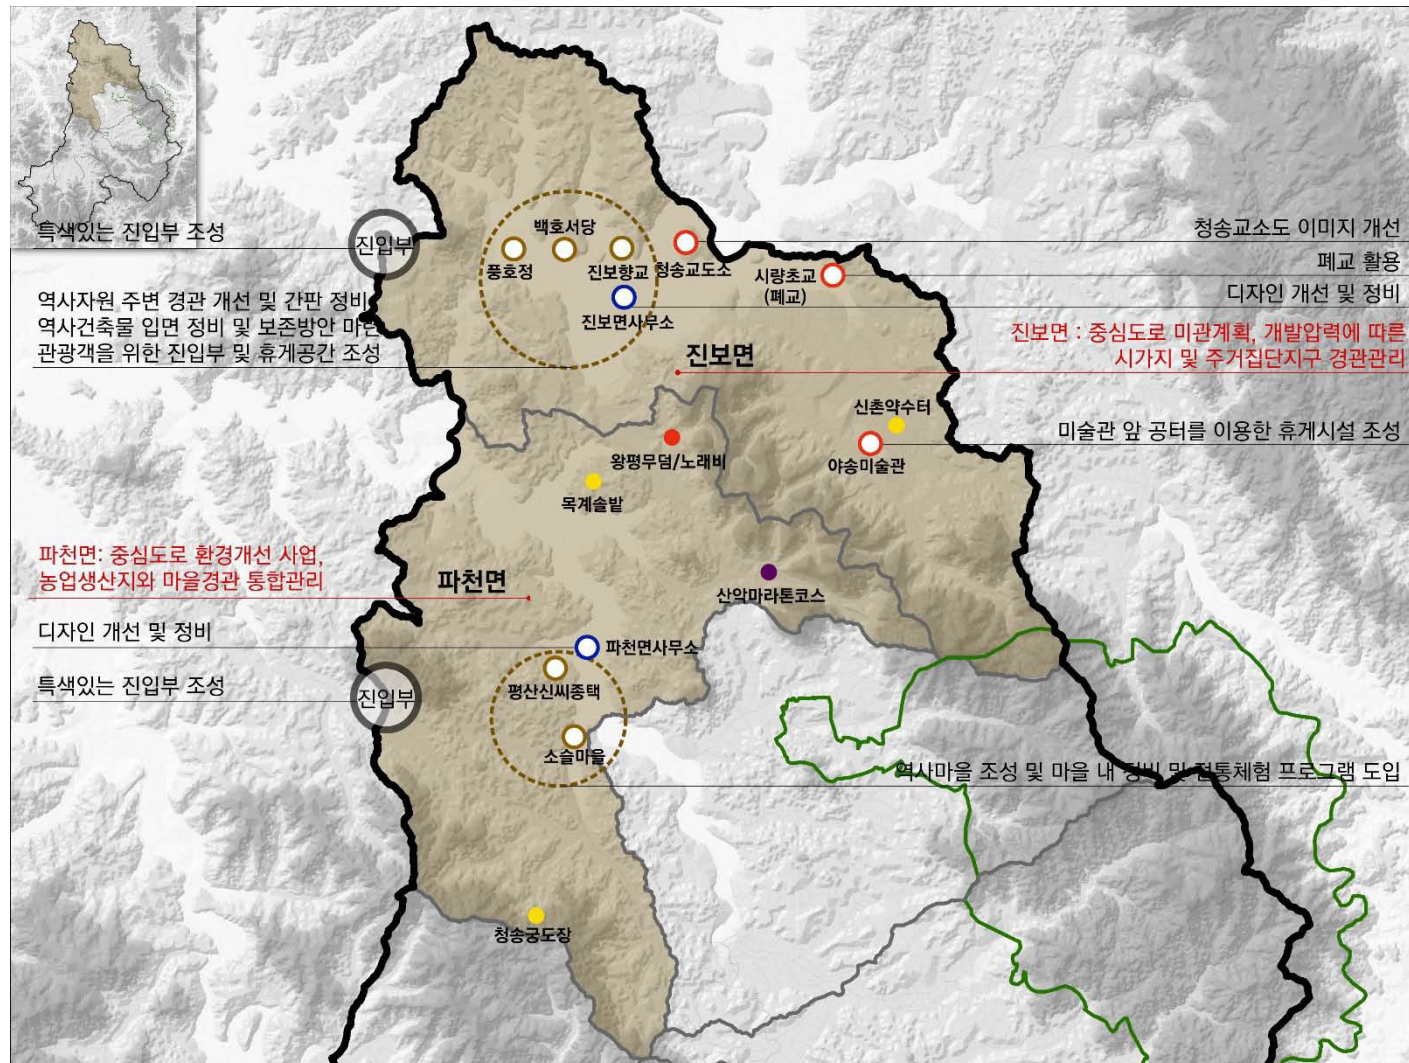 특색있는 진입부 조성
진입부
백호서당
풍호정
진보향교
청송교도소
시량초교
(폐교)
진보면사무소
청송교소도 이미지 개선
폐교 활용
디자인 개선 및 정비
역사자원 주변 경관 개선 및 간판 정비
역사건축물 입면 정비 및 보존방안 마련
관광객을 위한 진입부 및 휴게공간 조성
진보면
진보면 : 중심도로 미관계획, 개발압력에 따른
시가지 및 주거집단지구 경관관리
신촌약수터
야송미술관
미술관 앞 공터를 이용한 휴게시설 조성
왕평무덤/노래비
목계솔밭
파천면: 중심도로 환경개선 사업,
농업생산지와 마을경관 통합관리
파천면
산악마라톤코스
디자인 개선 및 정비
파천면사무소
특색있는 진입부 조성
진입부
평산신씨종택
소슬마을
역사마을 조성 및 마을 내 정비 및 전통체험 프로그램 도입
청송궁도장